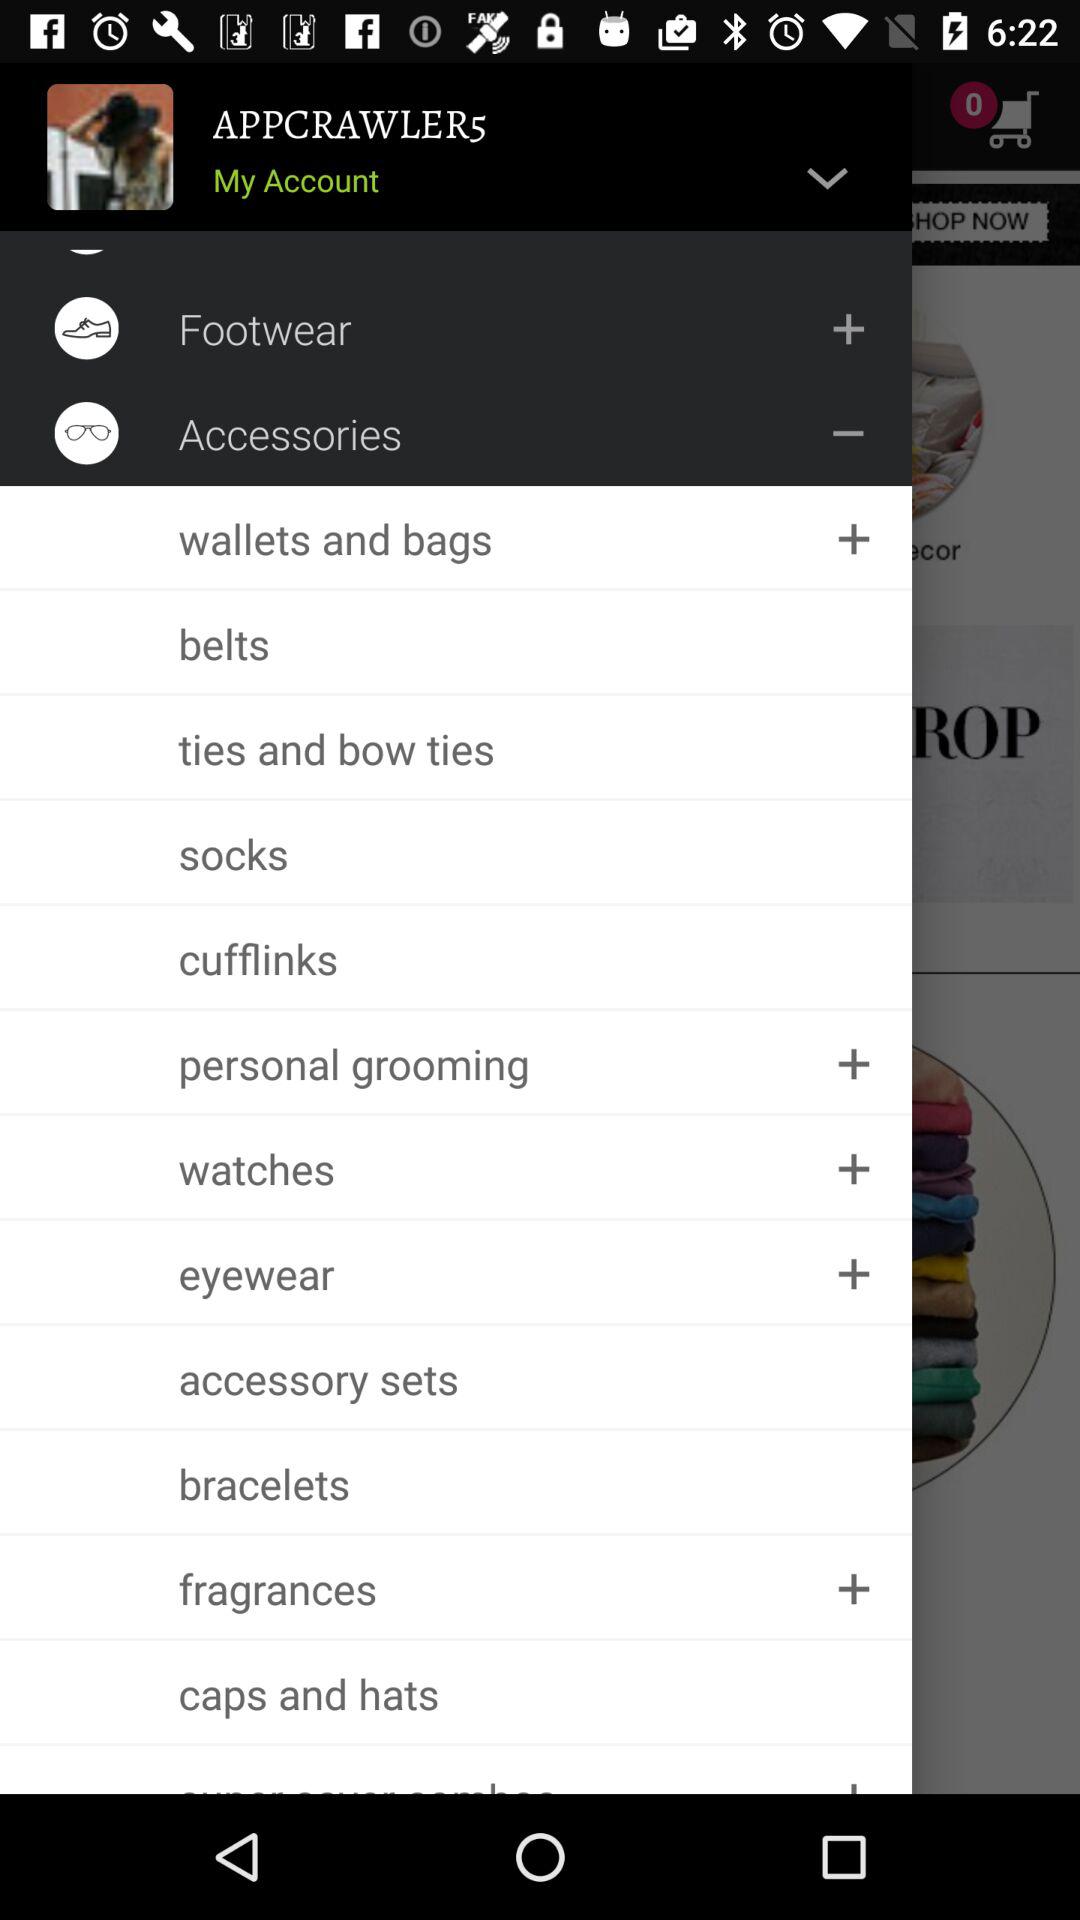 FAKE
6:22
APPCRAWLER5
0
My Account
SHOP NOW
Footwear
Accessories
wallets and bags
ecor
belts
ROP
ties and bow ties
socks
cufflinks
personal grooming
watches
eyewear
accessory sets
bracelets
fragrances
caps and hats